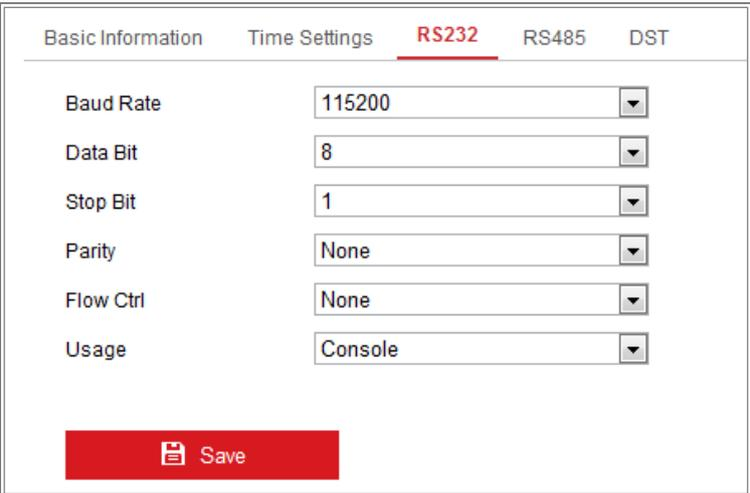 Basic Information Time Settings RS232 RS485 DST
Baud Rate 115200
Data Bit 8
Stop Bit 1
Parity None
Flow Ctrl None
Usage Console
Save